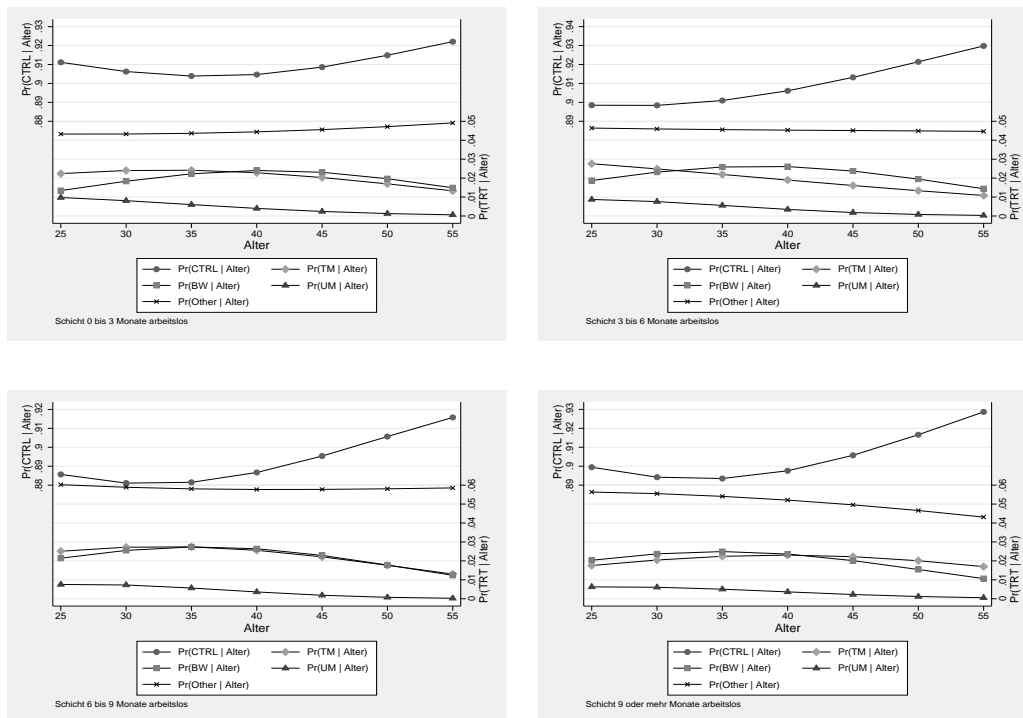 Pr(CTRL | Alter)
.88 .89 .9 .91 .92 .93
0 .01 .02 .03 .04 .05
Pr(TRT | Alter)
25 30 35 40 45 50 55
Alter
Pr(CTRL | Alter) Pr(TM | Alter)
Pr(BW | Alter) Pr(UM | Alter)
Pr(Other | Alter)
Schicht 0 bis 3 Monate arbeitslos
Pr(CTRL | Alter)
.89 .9 .91 .92 .93 .94
0 .01 .02 .03 .04 .05
Pr(TRT | Alter)
25 30 35 40 45 50 55
Alter
Pr(CTRL | Alter) Pr(TM | Alter)
Pr(BW | Alter) Pr(UM | Alter)
Pr(Other | Alter)
Schicht 3 bis 6 Monate arbeitslos
Pr(CTRL | Alter)
.88 .89 .9 .91 .92
0 .01 .02 .03 .04 .05 .06
Pr(TRT | Alter)
25 30 35 40 45 50 55
Alter
Pr(CTRL | Alter) Pr(TM | Alter)
Pr(BW | Alter) Pr(UM | Alter)
Pr(Other | Alter)
Schicht 6 bis 9 Monate arbeitslos
Pr(CTRL | Alter)
.89 .9 .91 .92 .93
0 .01 .02 .03 .04 .05 .06
Pr(TRT | Alter)
25 30 35 40 45 50 55
Alter
Pr(CTRL | Alter) Pr(TM | Alter)
Pr(BW | Alter) Pr(UM | Alter)
Pr(Other | Alter)
Schicht 9 oder mehr Monate arbeitslos